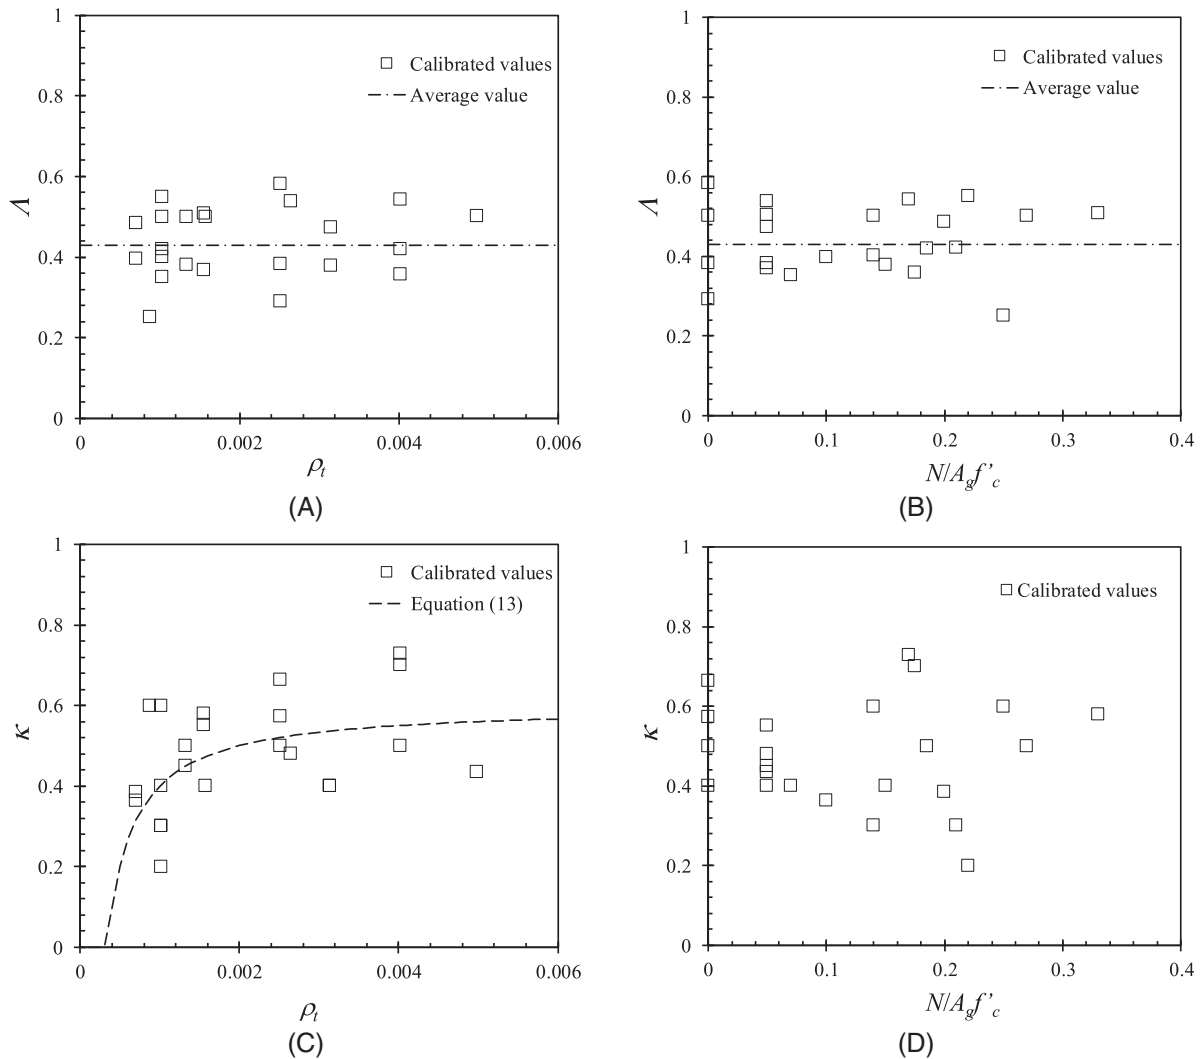 1
0.8
0.6
0.4
0.2
0
Λ
Calibrated values
Average value
0 0.002 0.004 0.006
ρt
(A)
1
0.8
0.6
0.4
0.2
0
Λ
Calibrated values
Average value
0 0.1 0.2 0.3 0.4
N/Agf’c
(B)
1
0.8
0.6
0.4
0.2
0
κ
Calibrated values
Equation (13)
0 0.002 0.004 0.006
ρt
(C)
1
0.8
0.6
0.4
0.2
0
κ
Calibrated values
0 0.1 0.2 0.3 0.4
N/Agf’c
(D)